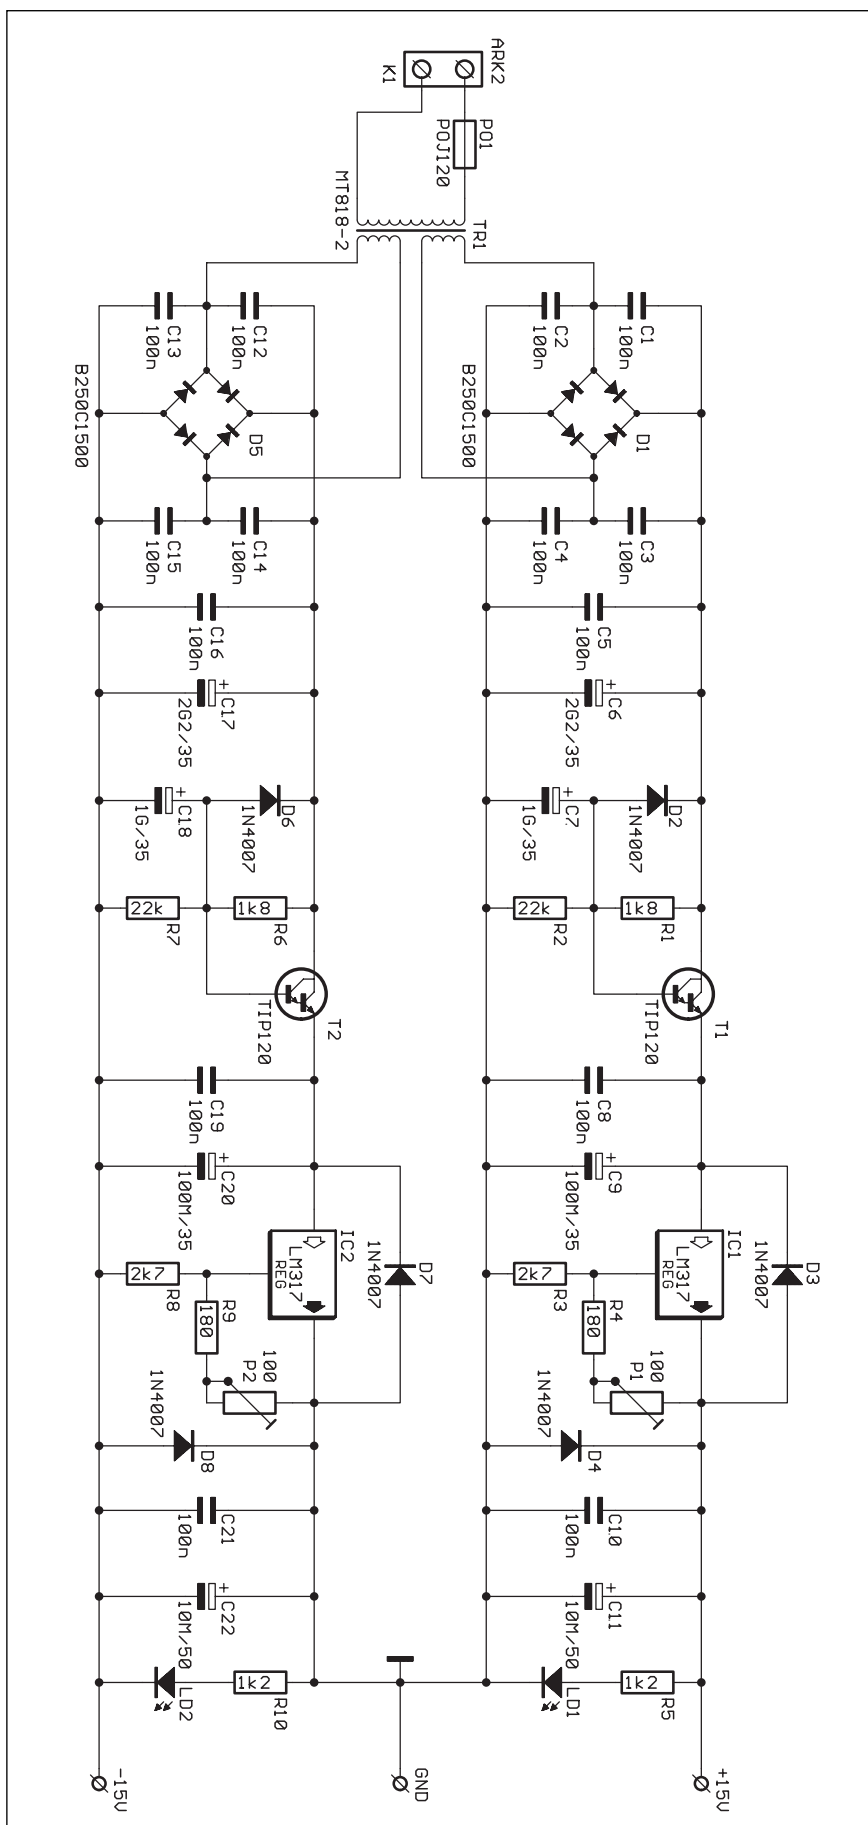 ARK2
K1
PO1
POJ120
TR1
MT818-2
C1
100n
C2
100n
D1
B250C1500
C3
100n
C4
100n
C5
100n
C6
2G2/35
+
D2
1N4007
C7
1G/35
+
R1
1k8
R2
22k
T1
TIP120
C8
100n
C9
100M/35
+
D3
1N4007
IC1
LM317
REG
R3
2k7
R4
180
P1
100
D4
1N4007
C10
100n
C11
10M/50
+
R5
1k2
LD1
+15V
GND
C12
100n
C13
100n
D5
B250C1500
C14
100n
C15
100n
C16
100n
C17
2G2/35
+
D6
1N4007
C18
1G/35
+
R6
1k8
R7
22k
T2
TIP120
C19
100n
C20
100M/35
+
D7
1N4007
IC2
LM317
REG
R8
2k7
R9
180
P2
100
D8
1N4007
C21
100n
C22
10M/50
+
R10
1k2
LD2
-15V